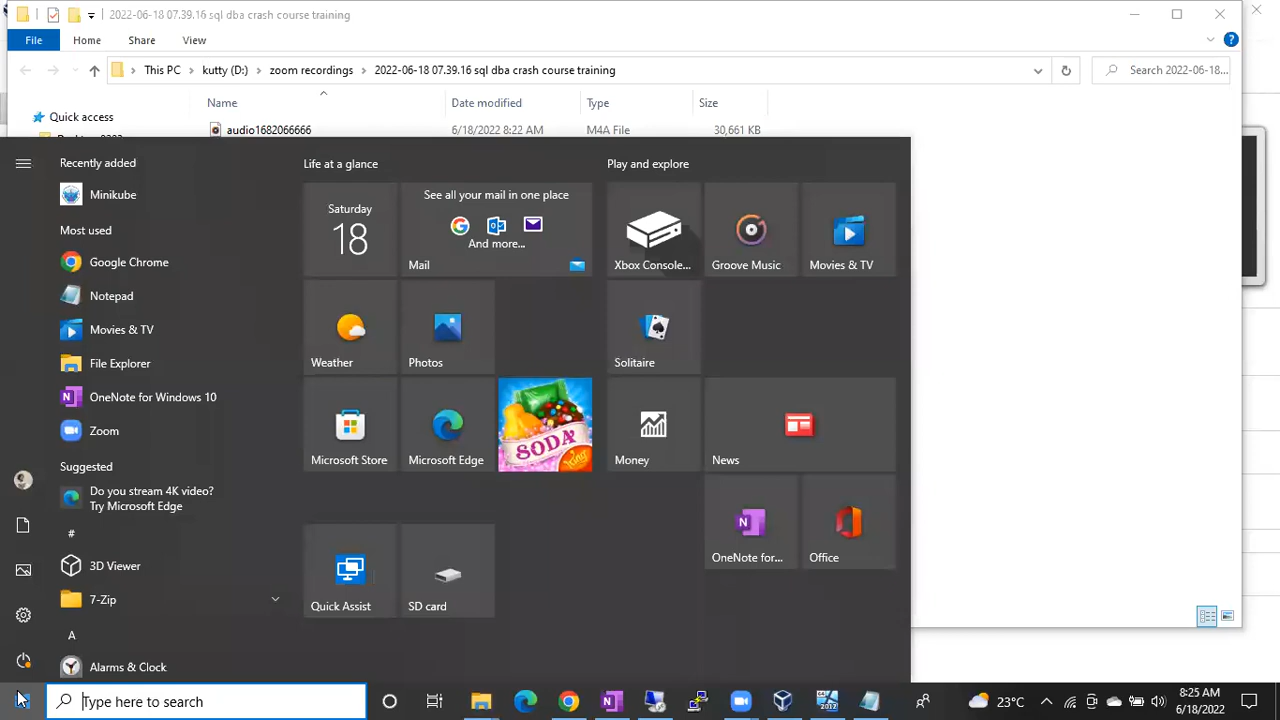 2022-06-18 07.39.16 sql dba crash course training
File Home Share View
This PC kutty (D:) zoom recordings 2022-06-18 07.39.16 sql dba crash course training
Search 2022-06-18...
Name Date modified Type Size
Quick access
audio1682066666 6/18/2022 8:22 AM M4A File 30,661 KB
Recently added
Minikube
Most used
Google Chrome
Notepad
Movies & TV
File Explorer
OneNote for Windows 10
Zoom
Suggested
Do you stream 4K video?
Try Microsoft Edge
#
3D Viewer
7-Zip
A
Alarms & Clock
Life at a glance
Saturday
18
See all your mail in one place
And more...
Mail
Weather
Photos
Microsoft Store
Microsoft Edge
SODA
King
Quick Assist
SD card
Play and explore
Xbox Console...
Groove Music
Movies & TV
Solitaire
Money
News
OneNote for...
Office
Type here to search
2017
23°C
8:25 AM
6/18/2022